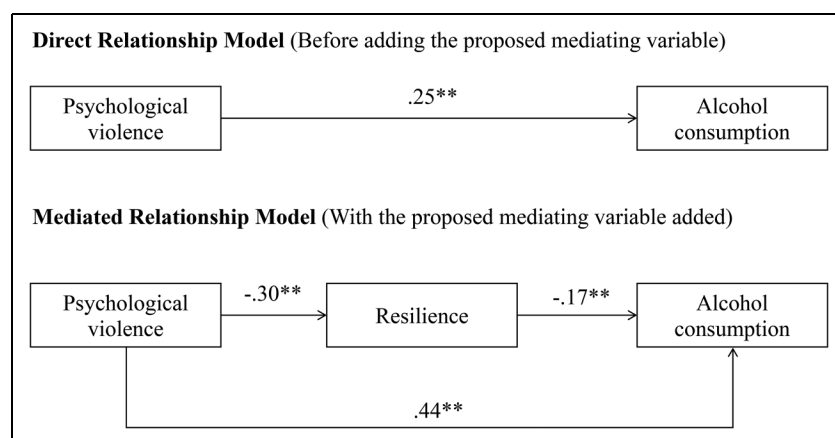 Direct Relationship Model (Before adding the proposed mediating variable)
Psychological
violence
.25**
Alcohol
consumption
Mediated Relationship Model (With the proposed mediating variable added)
Psychological
violence
-.30**
Resilience
-.17**
Alcohol
consumption
.44**